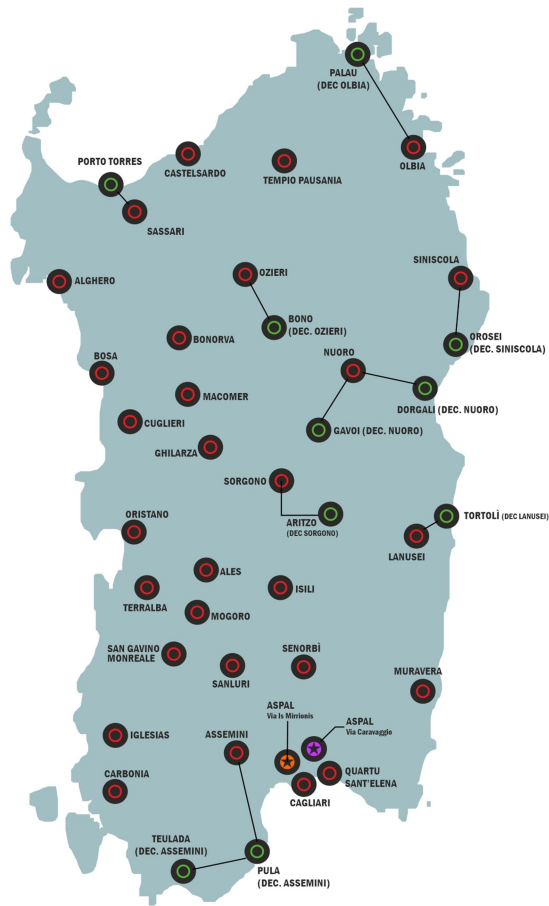 PALAU
(DEC OLBIA)
OLBIA
PORTO TORRES
CASTELSARDO
TEMPIO PAUSANIA
SASSARI
SINISCOLA
OZIERI
ALGHERO
BONO
(DEC. OZIERI)
OROSEI
(DEC. SINISCOLA)
BONORVA
NUORO
BOSA
MACOMER
DORGALI (DEC. NUORO)
CUGLIERI
GAVOI (DEC. NUORO)
GHILARZA
SORGONO
ORISTANO
ARITZO
(DEC SORGONO)
TORTOLÌ (DEC LANUSEI)
LANUSEI
ALES
ISILI
TERRALBA
MOGORO
SAN GAVINO
MONREALE
SENORBÌ
SANLURI
MURAVERA
ASPAL
Via Is Mirrionis
ASPAL
Via Caravaggio
IGLESIAS
ASSEMINI
CARBONIA
QUARTU
SANT'ELENA
CAGLIARI
TEULADA
(DEC. ASSEMINI)
PULA
(DEC. ASSEMINI)